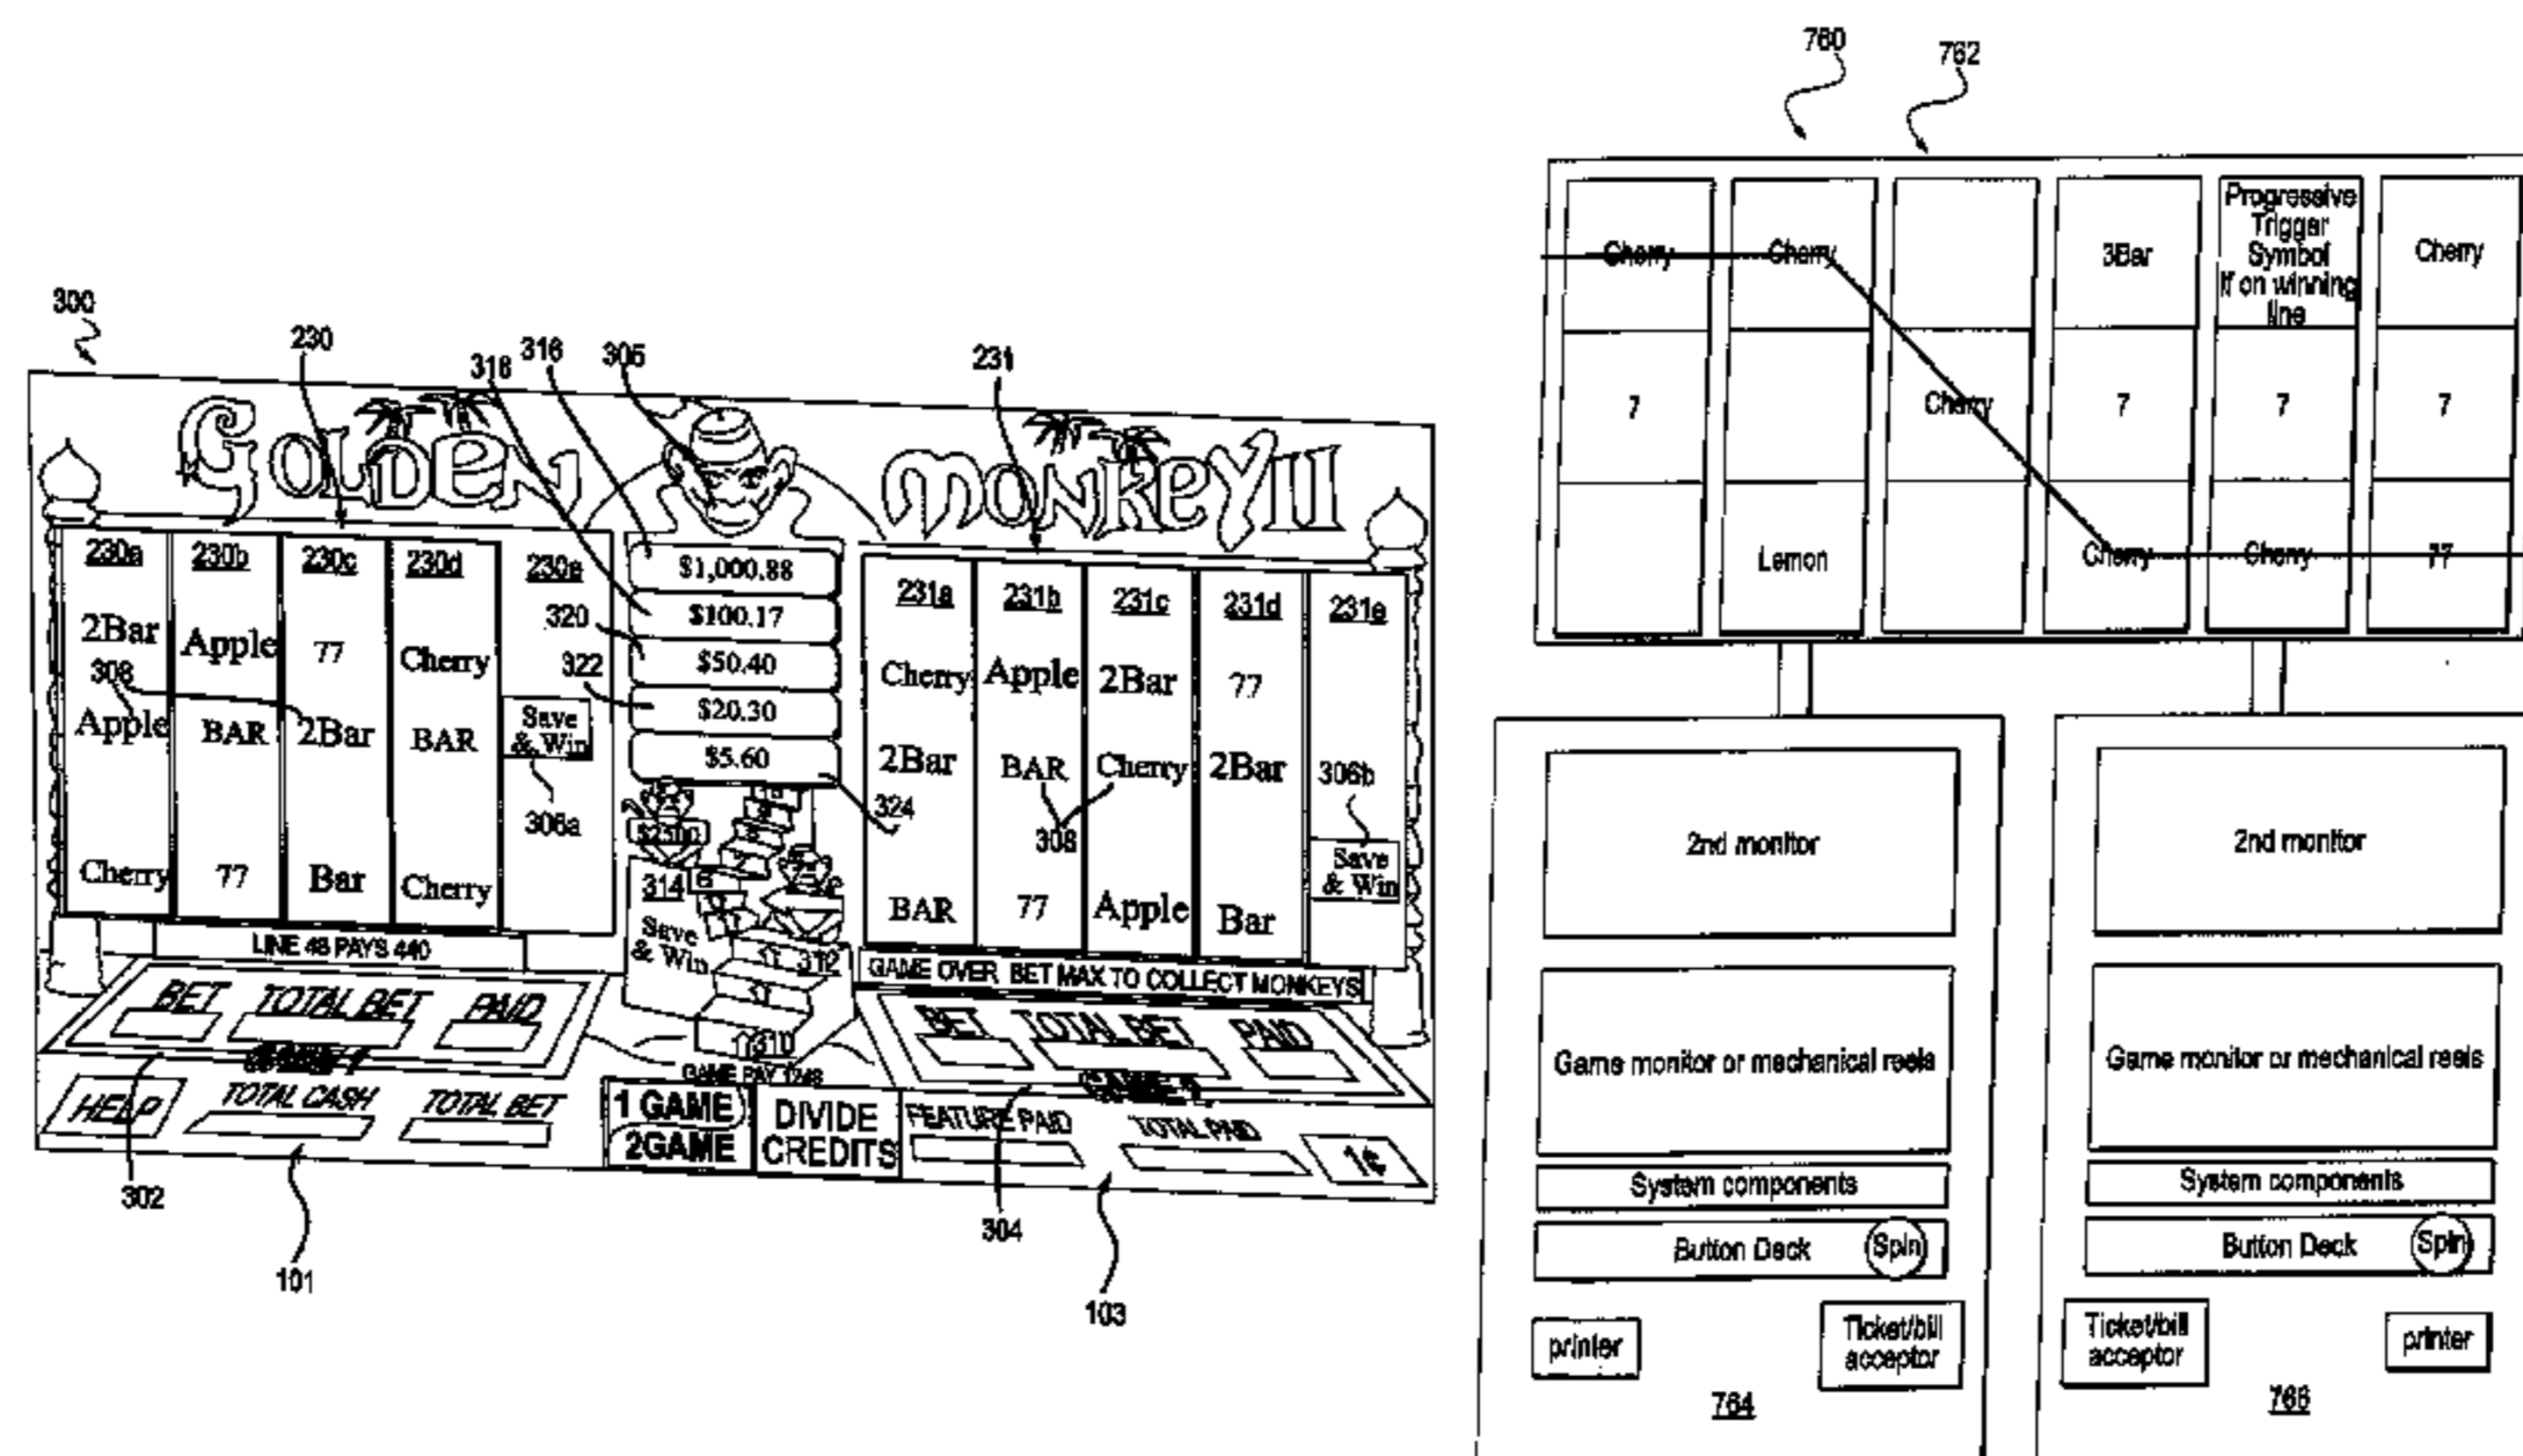 300
230
318
316
305
231
GOLDEN
MONKEY II
230a
230b
230c
230d
230e
2Bar
Apple
77
Cherry
308
Apple
BAR
2Bar
BAR
Save
& Win
306a
Cherry
77
Bar
Cherry
LINE 48 PAYS 440
BET
TOTAL BET
PAID
HELP
TOTAL CASH
TOTAL BET
302
101
$1,000.88
$100.17
320
$50.40
322
$20.30
$5.60
324
314
Save
& Win
312
310
1 GAME
2GAME
DIVIDE
CREDITS
231a
231b
231c
231d
231e
Cherry
Apple
2Bar
77
2Bar
BAR
Cherry
2Bar
306b
308
Save
& Win
BAR
77
Apple
Bar
GAME OVER BET MAX TO COLLECT MONKEYS
BET
TOTAL BET
PAID
FEATURE PAID
TOTAL PAID
1¢
304
103
760
762
Cherry
Cherry
3Bar
Progressive
Trigger
Symbol
If on winning
line
Cherry
7
Cherry
7
7
7
Lemon
Cherry
Cherry
77
2nd monitor
Game monitor or mechanical reels
System components
Button Deck
Spin
printer
Ticket/bill
acceptor
764
2nd monitor
Game monitor or mechanical reels
System components
Button Deck
Spin
Ticket/bill
acceptor
printer
766